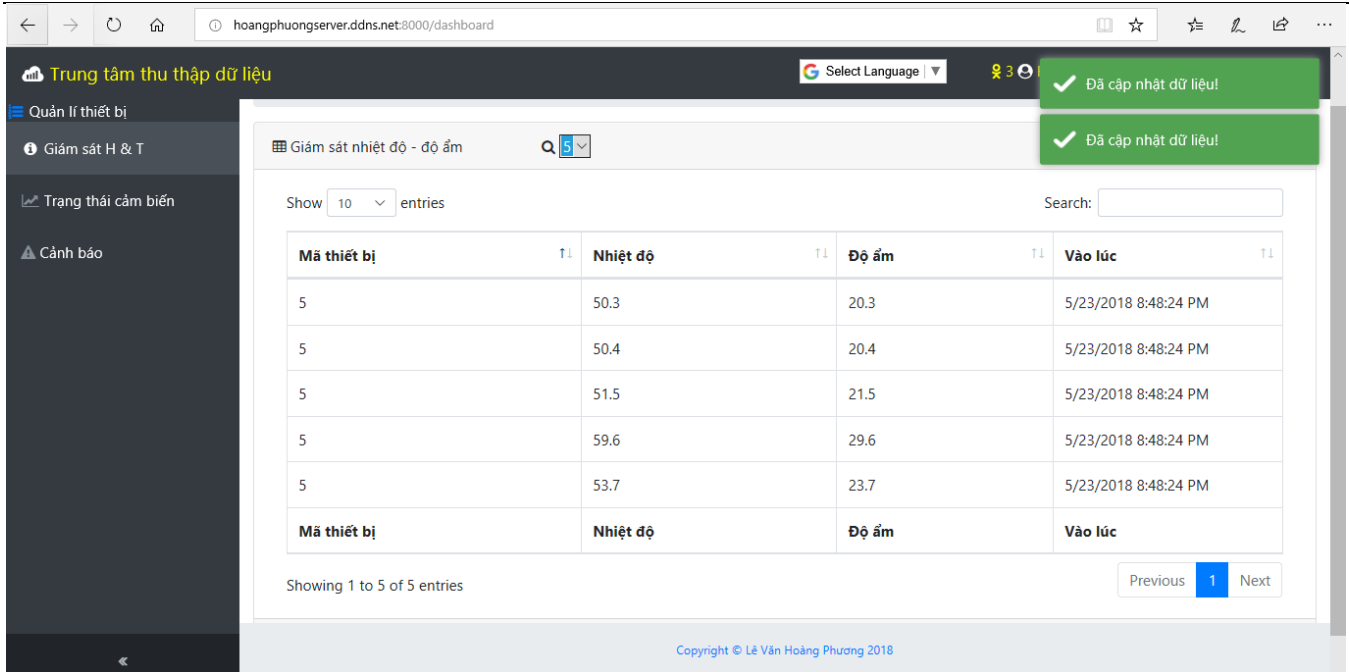 hoangphuongserver.ddns.net:8000/dashboard
Trung tâm thu thập dữ liệu
Select Language ▼
3
Đã cập nhật dữ liệu!
Đã cập nhật dữ liệu!
Quản lí thiết bị
Giám sát H & T
Trạng thái cảm biến
Cảnh báo
Giám sát nhiệt độ - độ ẩm 5
Show 10 entries Search:
Mã thiết bị Nhiệt độ Độ ẩm Vào lúc
5 50.3 20.3 5/23/2018 8:48:24 PM
5 50.4 20.4 5/23/2018 8:48:24 PM
5 51.5 21.5 5/23/2018 8:48:24 PM
5 59.6 29.6 5/23/2018 8:48:24 PM
5 53.7 23.7 5/23/2018 8:48:24 PM
Mã thiết bị Nhiệt độ Độ ẩm Vào lúc
Showing 1 to 5 of 5 entries
Previous 1 Next
Copyright © Lê Văn Hoàng Phương 2018